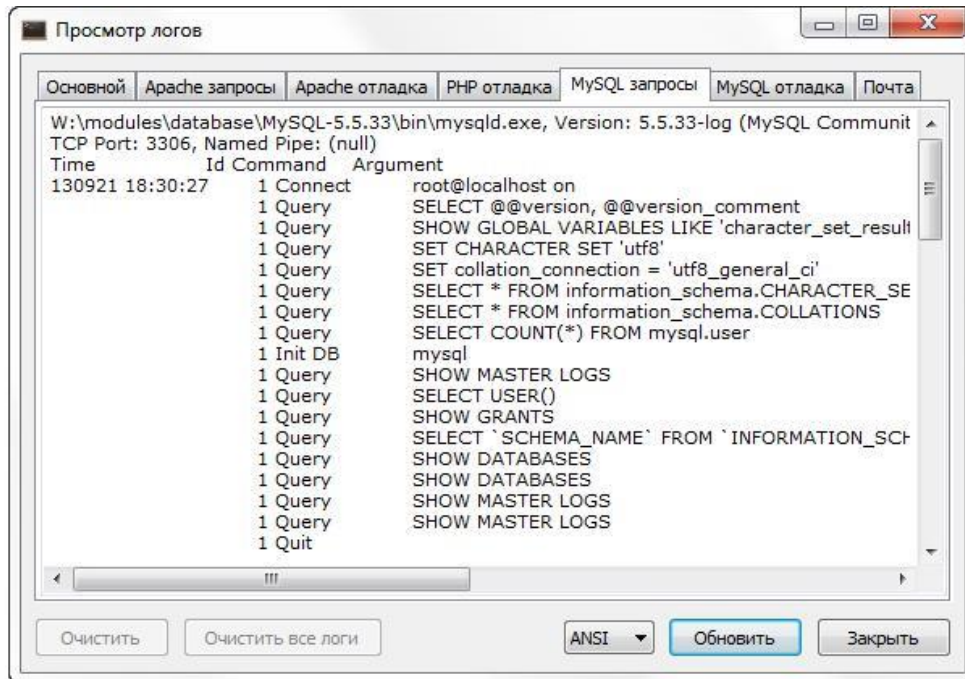 Просмотр логов
Основной Apache запросы Apache отладка PHP отладка MySQL запросы MySQL отладка Почта
W:\modules\database\MySQL-5.5.33\bin\mysqld.exe, Version: 5.5.33-log (MySQL Communit
TCP Port: 3306, Named Pipe: (null)
Time Id Command Argument
130921 18:30:27 1 Connect root@localhost on
1 Query SELECT @@version, @@version_comment
1 Query SHOW GLOBAL VARIABLES LIKE 'character_set_result
1 Query SET CHARACTER SET 'utf8'
1 Query SET collation_connection = 'utf8_general_ci'
1 Query SELECT * FROM information_schema.CHARACTER_SE
1 Query SELECT * FROM information_schema.COLLATIONS
1 Query SELECT COUNT(*) FROM mysql.user
1 Init DB mysql
1 Query SHOW MASTER LOGS
1 Query SELECT USER()
1 Query SHOW GRANTS
1 Query SELECT `SCHEMA_NAME` FROM `INFORMATION_SCH
1 Query SHOW DATABASES
1 Query SHOW DATABASES
1 Query SHOW MASTER LOGS
1 Query SHOW MASTER LOGS
1 Quit
Очистить Очистить все логи ANSI Обновить Закрыть